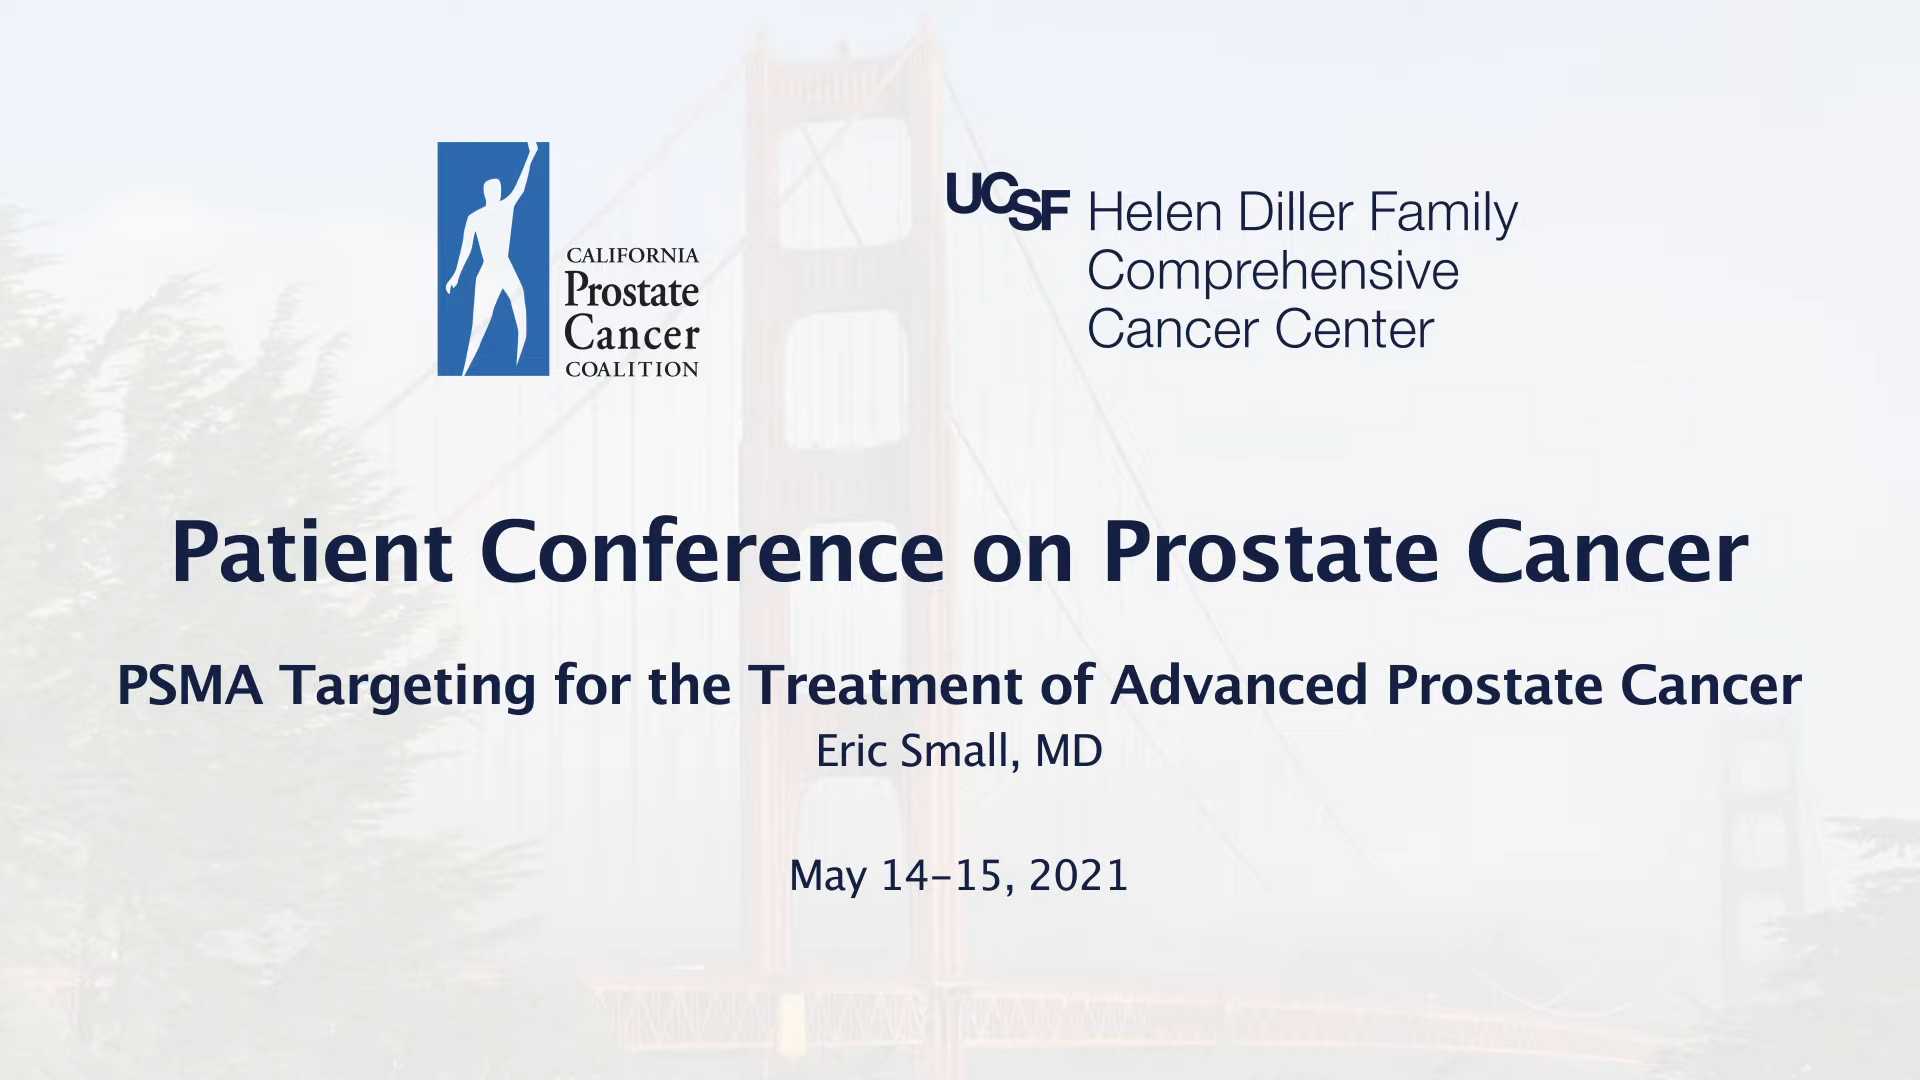 CALIFORNIA
Prostate
Cancer
COALITION
UCSF Helen Diller Family
Comprehensive
Cancer Center
Patient Conference on Prostate Cancer
PSMA Targeting for the Treatment of Advanced Prostate Cancer
Eric Small, MD
May 14–15, 2021